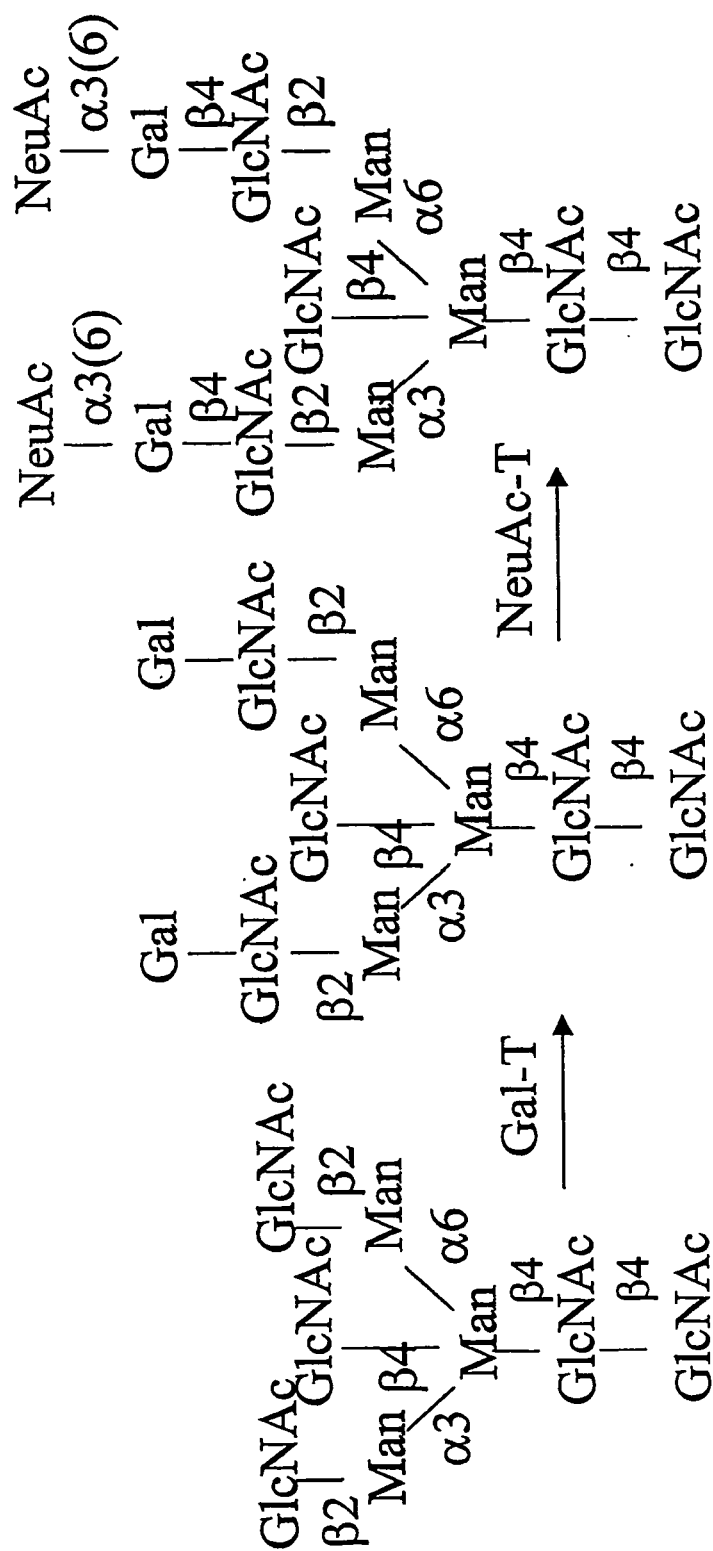 GlcNAc GlcNAc GlcNAc
β2 β4 β2
Man Man
α3 α6
Man
β4
GlcNAc
β4
GlcNAc
Gal-T
Gal Gal
GlcNAc GlcNAc GlcNAc
β2 β4 β2
Man Man
α3 α6
Man
β4
GlcNAc
β4
GlcNAc
NeuAc-T
NeuAc NeuAc
α3(6) α3(6)
Gal Gal
β4 β4
GlcNAc GlcNAc GlcNAc
β2 β4 β2
Man Man
α3 α6
Man
β4
GlcNAc
β4
GlcNAc